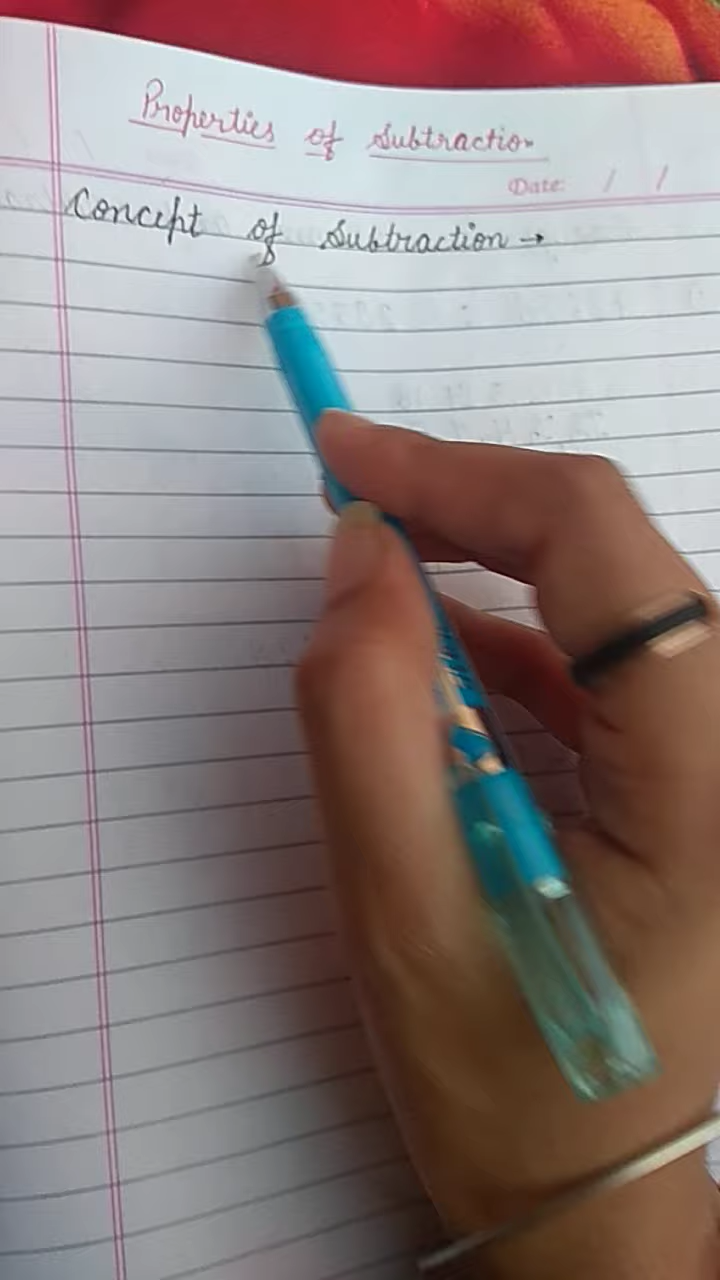 Properties of Subtraction
Date: / /
Concept of Subtraction →